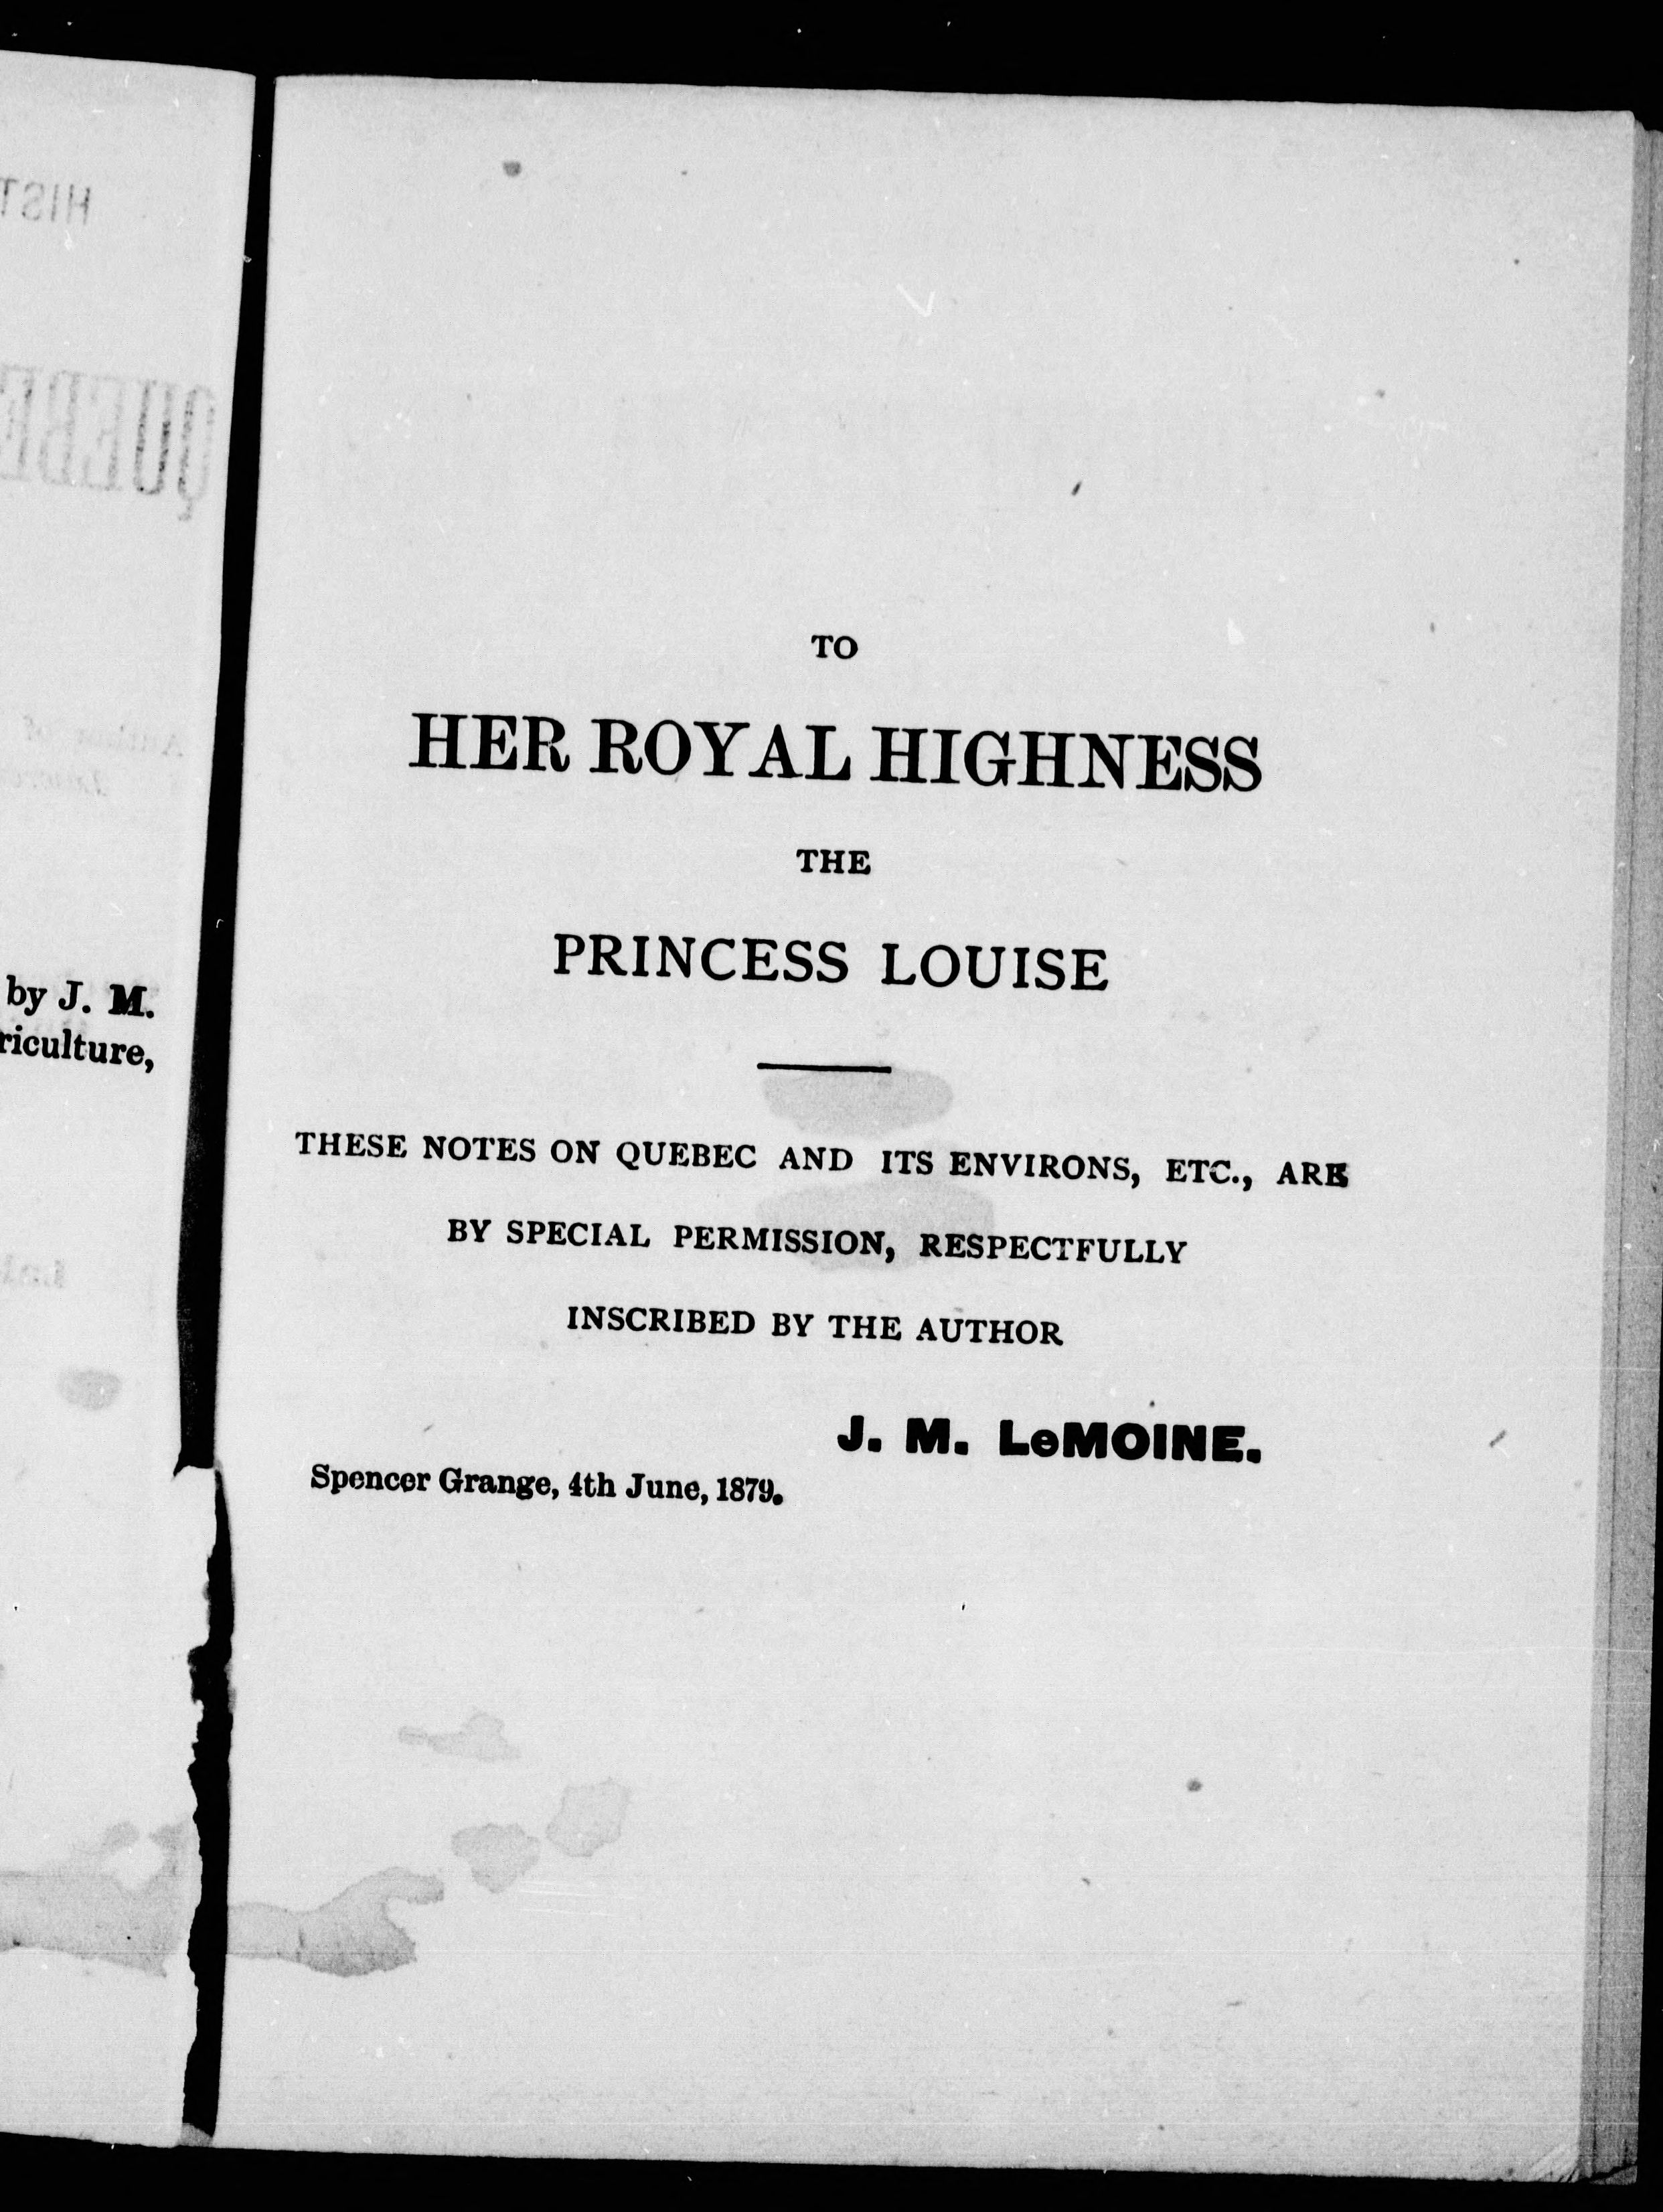 by J. M.
riculture,
TO
HER ROYAL HIGHNESS
THE
PRINCESS LOUISE
THESE NOTES ON QUEBEC AND ITS ENVIRONS, ETC., ARE
BY SPECIAL PERMISSION, RESPECTFULLY
INSCRIBED BY THE AUTHOR
J. M. LeMOINE.
Spencer Grange, 4th June, 1879.